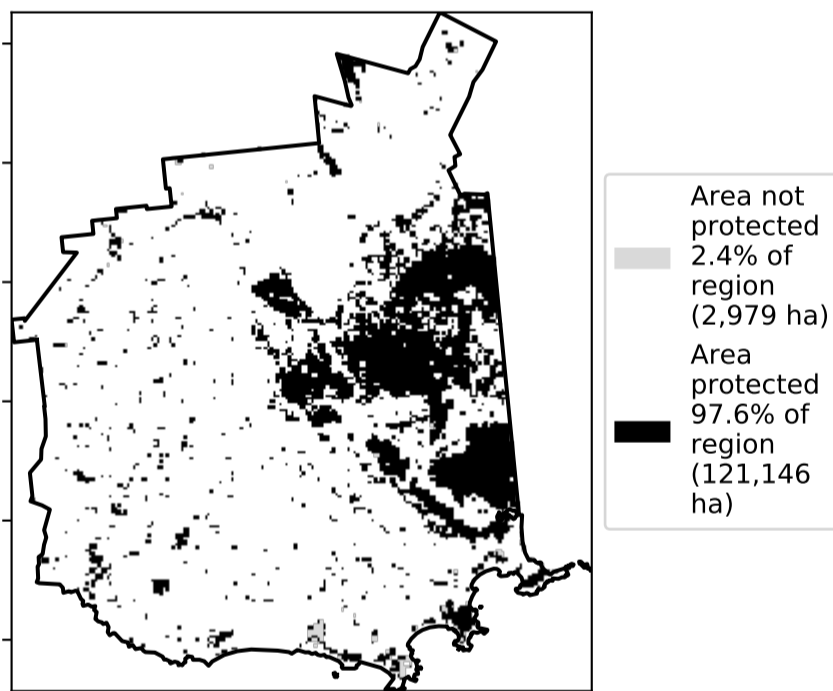 Area not
protected
2.4% of
region
(2,979 ha)
Area
protected
97.6% of
region
(121,146
ha)